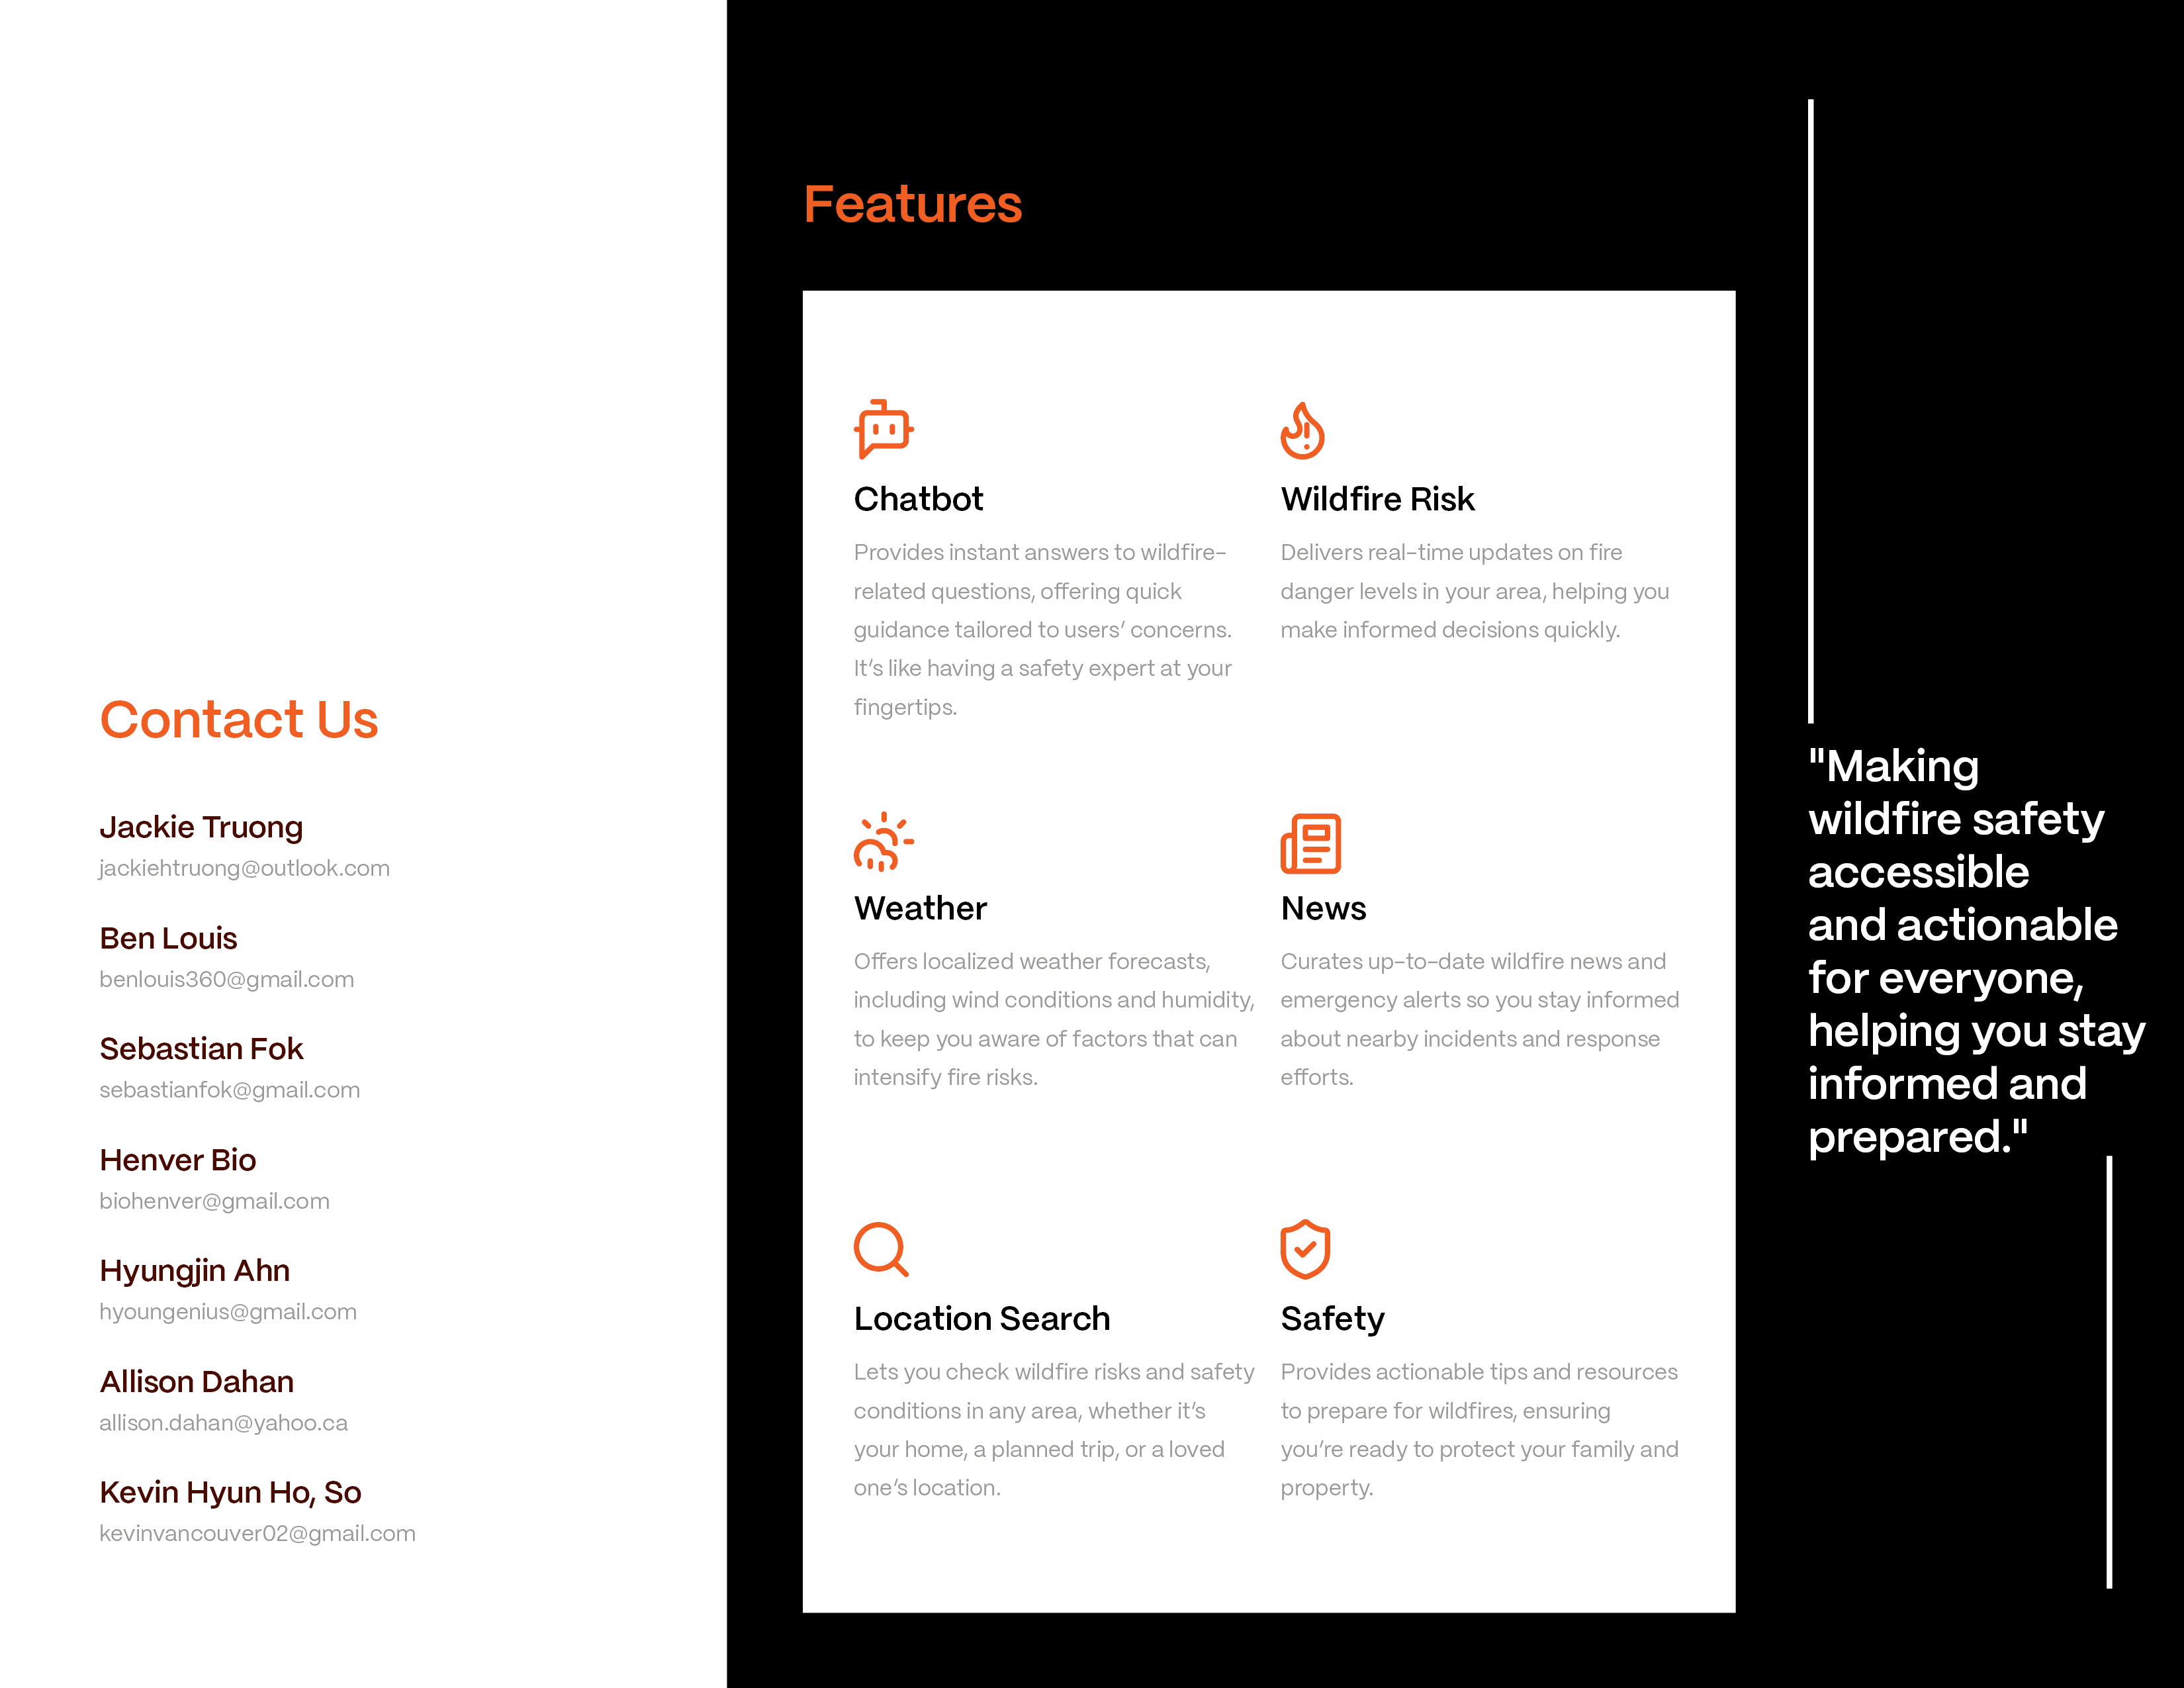 Contact Us
Jackie Truong
jackiehtruong@outlook.com
Ben Louis
benlouis360@gmail.com
Sebastian Fok
sebastianfok@gmail.com
Henver Bio
biohenver@gmail.com
Hyungjin Ahn
hyoungenius@gmail.com
Allison Dahan
allison.dahan@yahoo.ca
Kevin Hyun Ho, So
kevinvancouver02@gmail.com
Features
Chatbot
Provides instant answers to wildfire-
related questions, offering quick
guidance tailored to users’ concerns.
It’s like having a safety expert at your
fingertips.
Wildfire Risk
Delivers real-time updates on fire
danger levels in your area, helping you
make informed decisions quickly.
Weather
Offers localized weather forecasts,
including wind conditions and humidity,
to keep you aware of factors that can
intensify fire risks.
News
Curates up-to-date wildfire news and
emergency alerts so you stay informed
about nearby incidents and response
efforts.
Location Search
Lets you check wildfire risks and safety
conditions in any area, whether it’s
your home, a planned trip, or a loved
one’s location.
Safety
Provides actionable tips and resources
to prepare for wildfires, ensuring
you’re ready to protect your family and
property.
"Making
wildfire safety
accessible
and actionable
for everyone,
helping you stay
informed and
prepared."